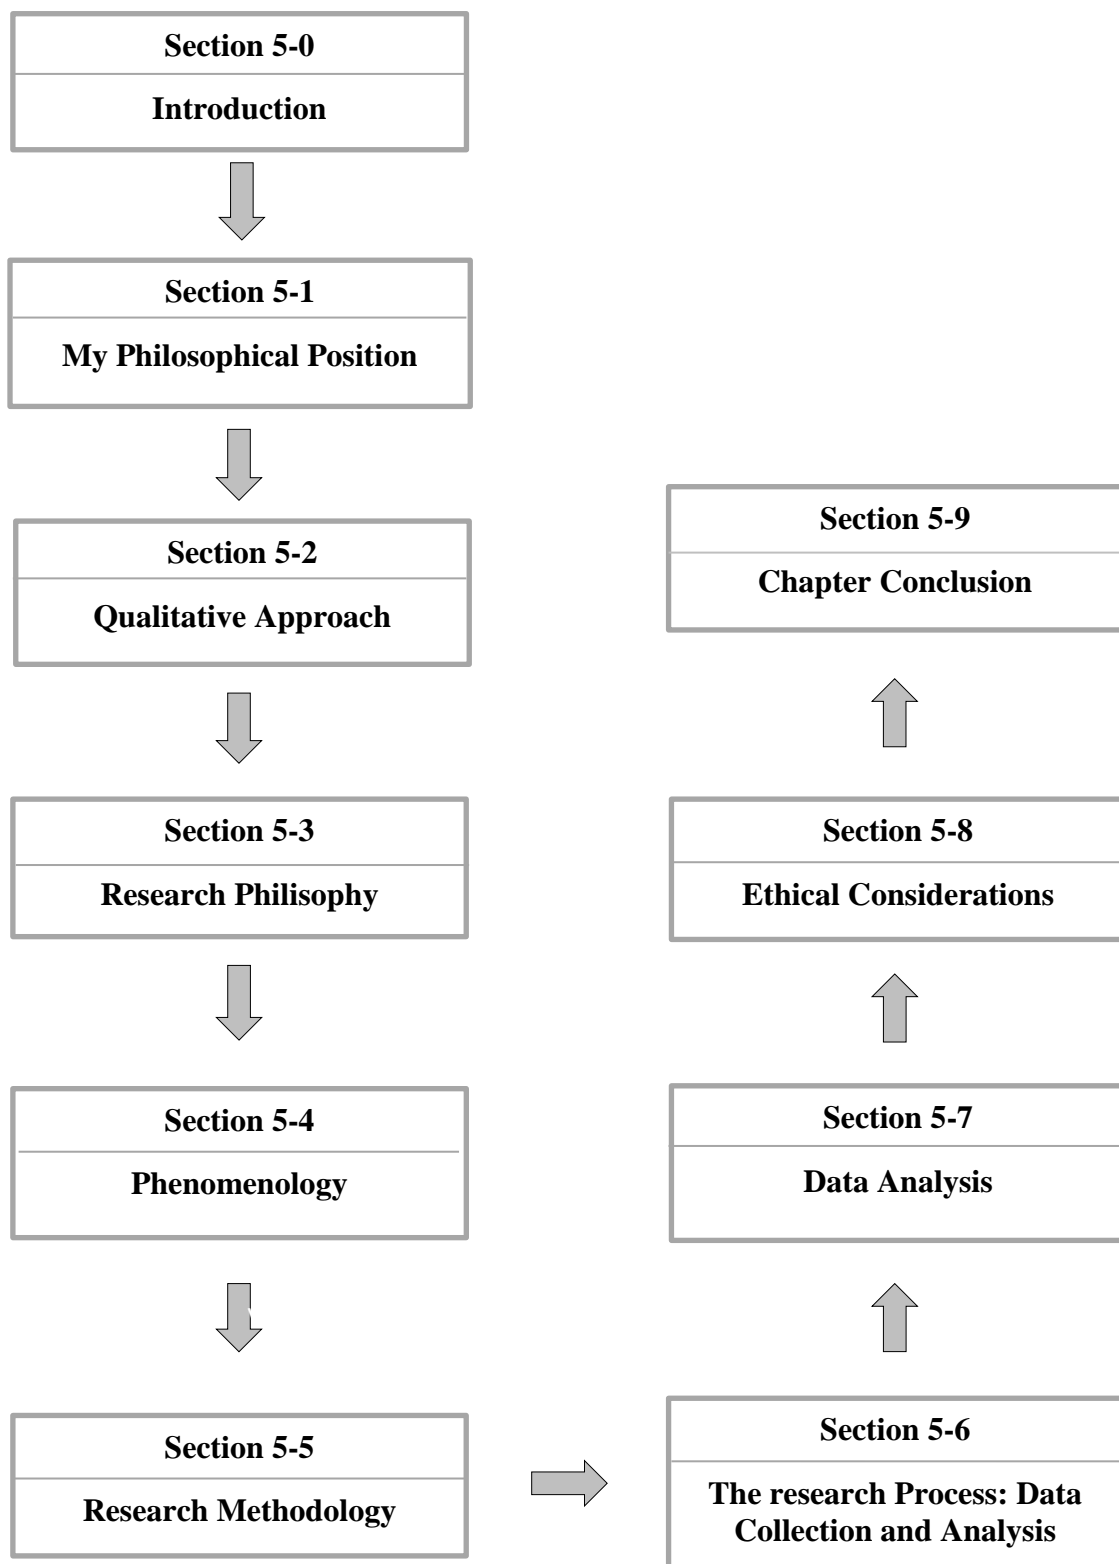 Section 5-0
Introduction
Section 5-1
My Philosophical Position
Section 5-2
Qualitative Approach
Section 5-3
Research Philisophy
Section 5-4
Phenomenology
Section 5-5
Research Methodology
Section 5-6
The research Process: Data
Collection and Analysis
Section 5-7
Data Analysis
Section 5-8
Ethical Considerations
Section 5-9
Chapter Conclusion